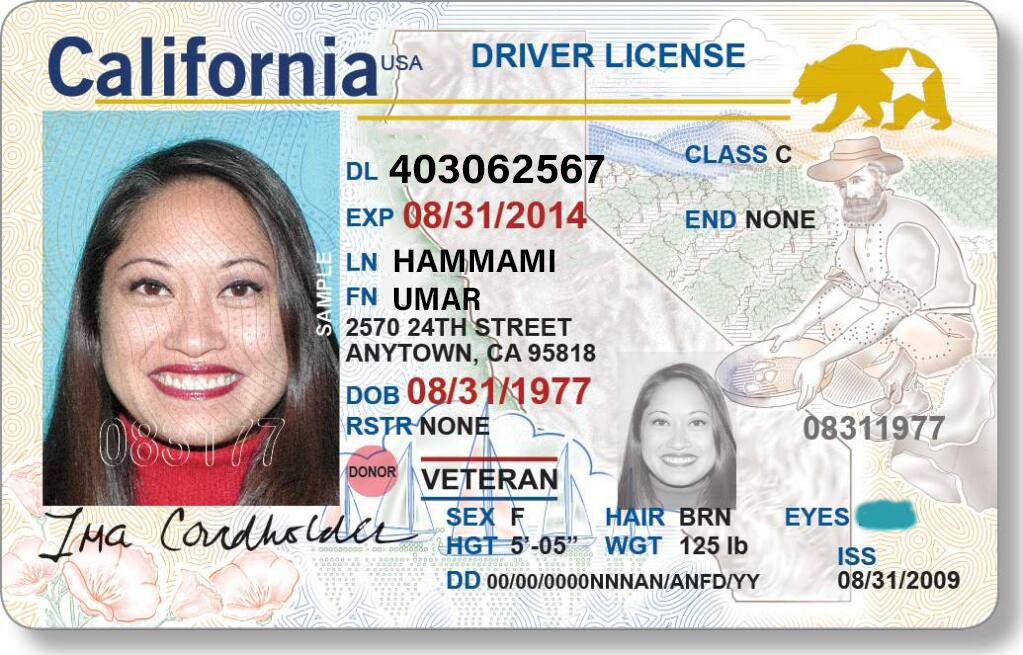 California USA DRIVER LICENSE
CLASS C
DL 403062567
EXP 08/31/2014
END NONE
LN HAMMAMI
FN UMAR
2570 24TH STREET
ANYTOWN, CA 95818
DOB 08/31/1977
RSTR NONE
08311977
DONOR
VETERAN
SAMPLE
083177
Ima Cardholder
SEX F HAIR BRN EYES
HGT 5'-05" WGT 125 lb ISS
DD 00/00/0000NNNAN/ANFD/YY 08/31/2009